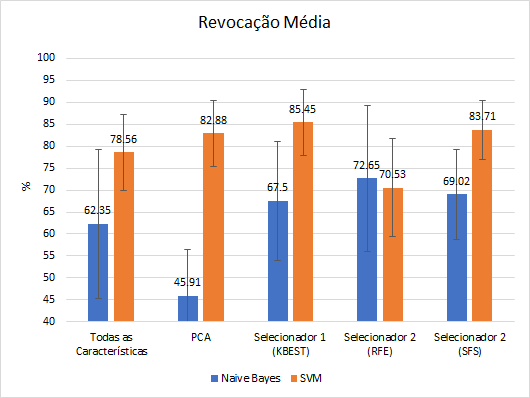 Revocação Média
100
95
90
85
80
75
70
65
60
55
50
45
40
%
62.35
78.56
45.91
82.88
67.5
85.45
72.65
70.53
69.02
83.71
Todas as
Características
PCA
Selecionador 1
(KBEST)
Selecionador 2
(RFE)
Selecionador 2
(SFS)
Naive Bayes
SVM